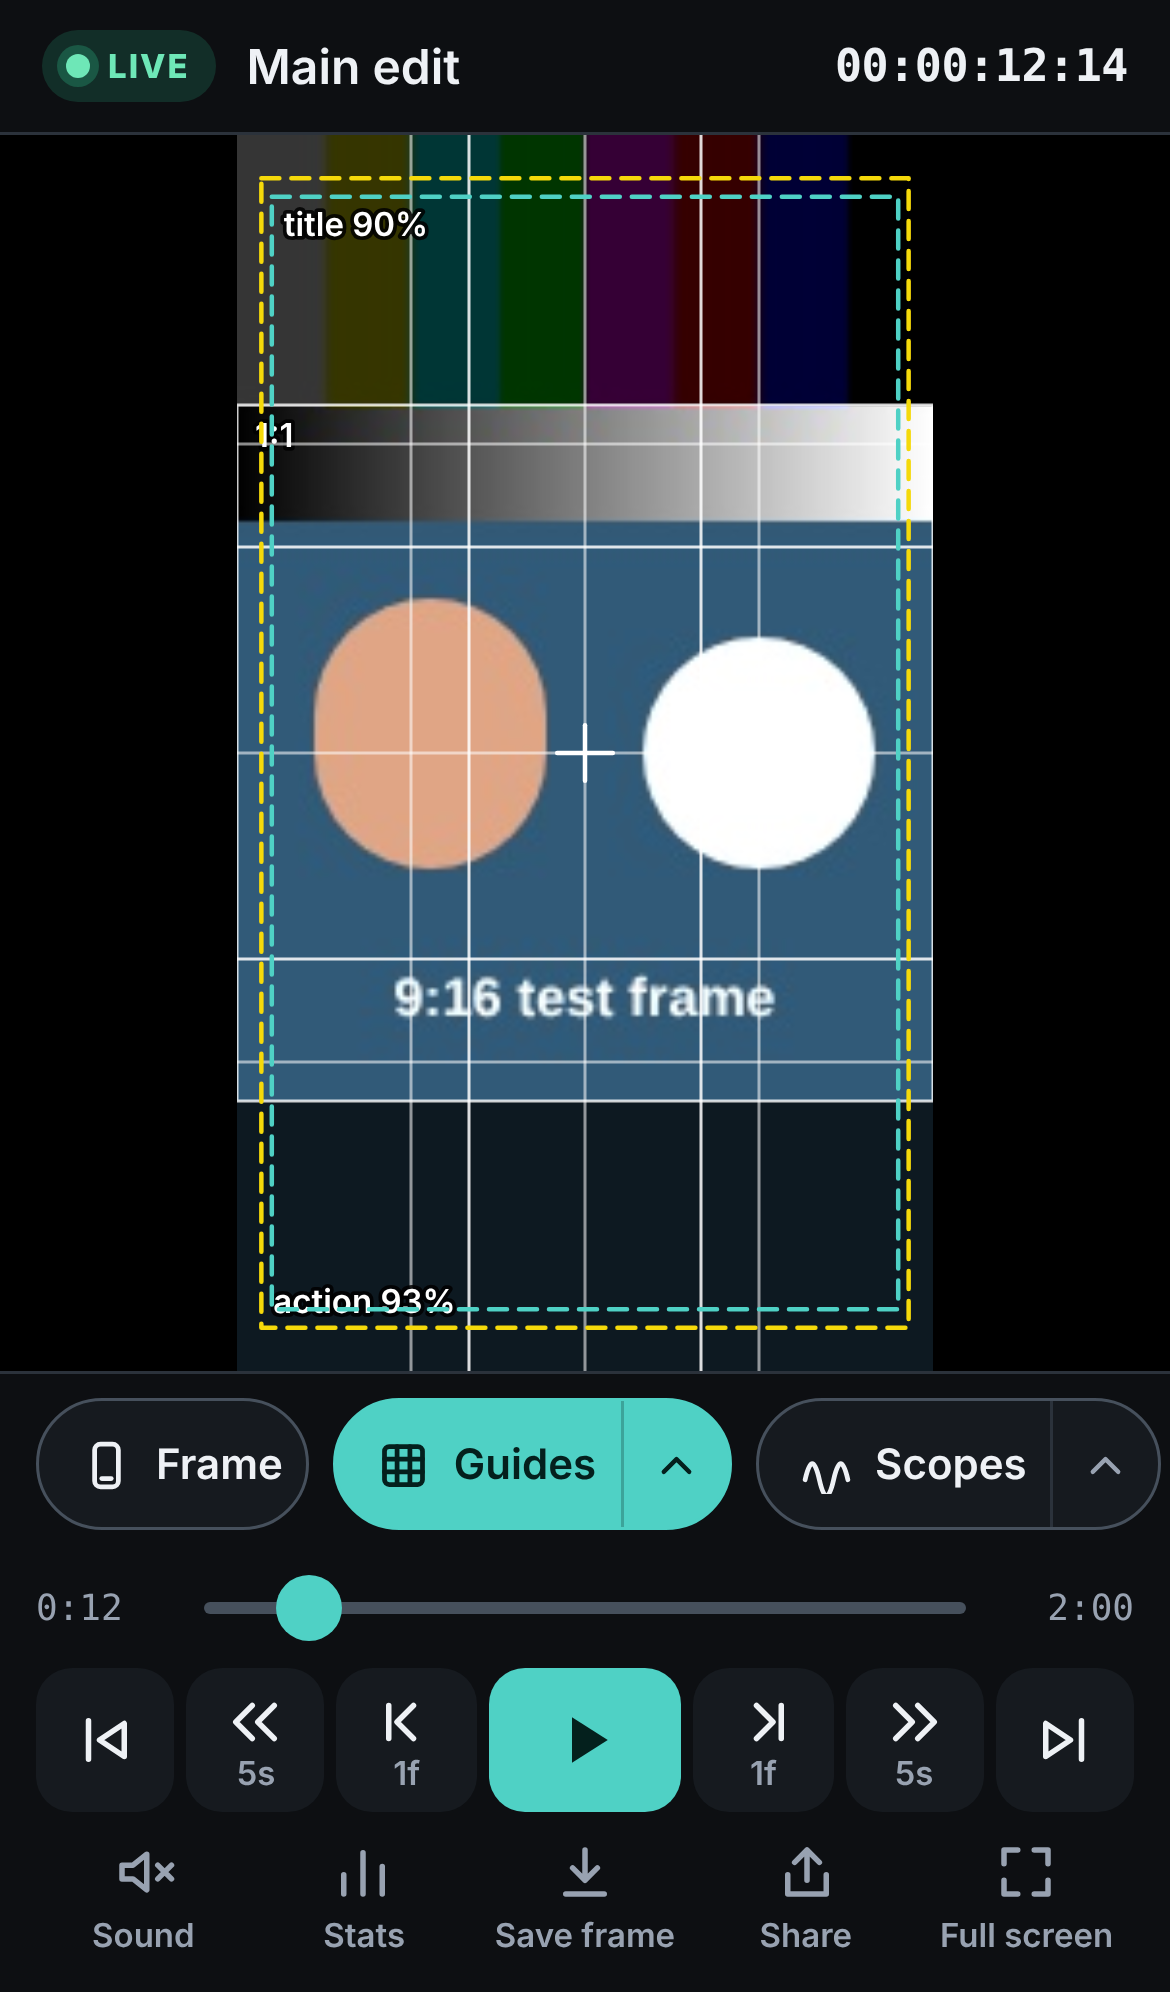 LIVE Main edit 00:00:12:14
title 90%
1:1
9:16 test frame
action 93%
Frame Guides Scopes
0:12 2:00
5s 1f 1f 5s
Sound Stats Save frame Share Full screen